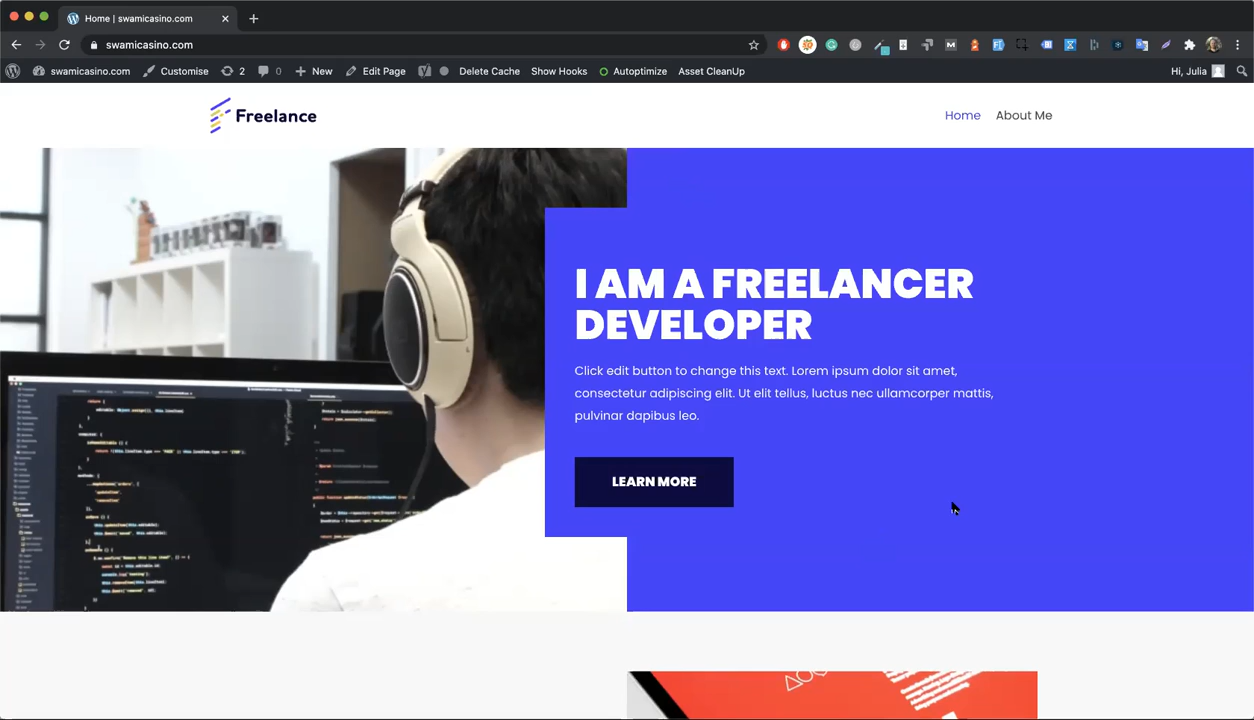 Home | swamicasino.com
swamicasino.com
swamicasino.com Customise 2 0 New Edit Page Delete Cache Show Hooks Autoptimize Asset CleanUp Hi, Julia
Freelance
Home About Me
I AM A FREELANCER
DEVELOPER
Click edit button to change this text. Lorem ipsum dolor sit amet,
consectetur adipiscing elit. Ut elit tellus, luctus nec ullamcorper mattis,
pulvinar dapibus leo.
LEARN MORE